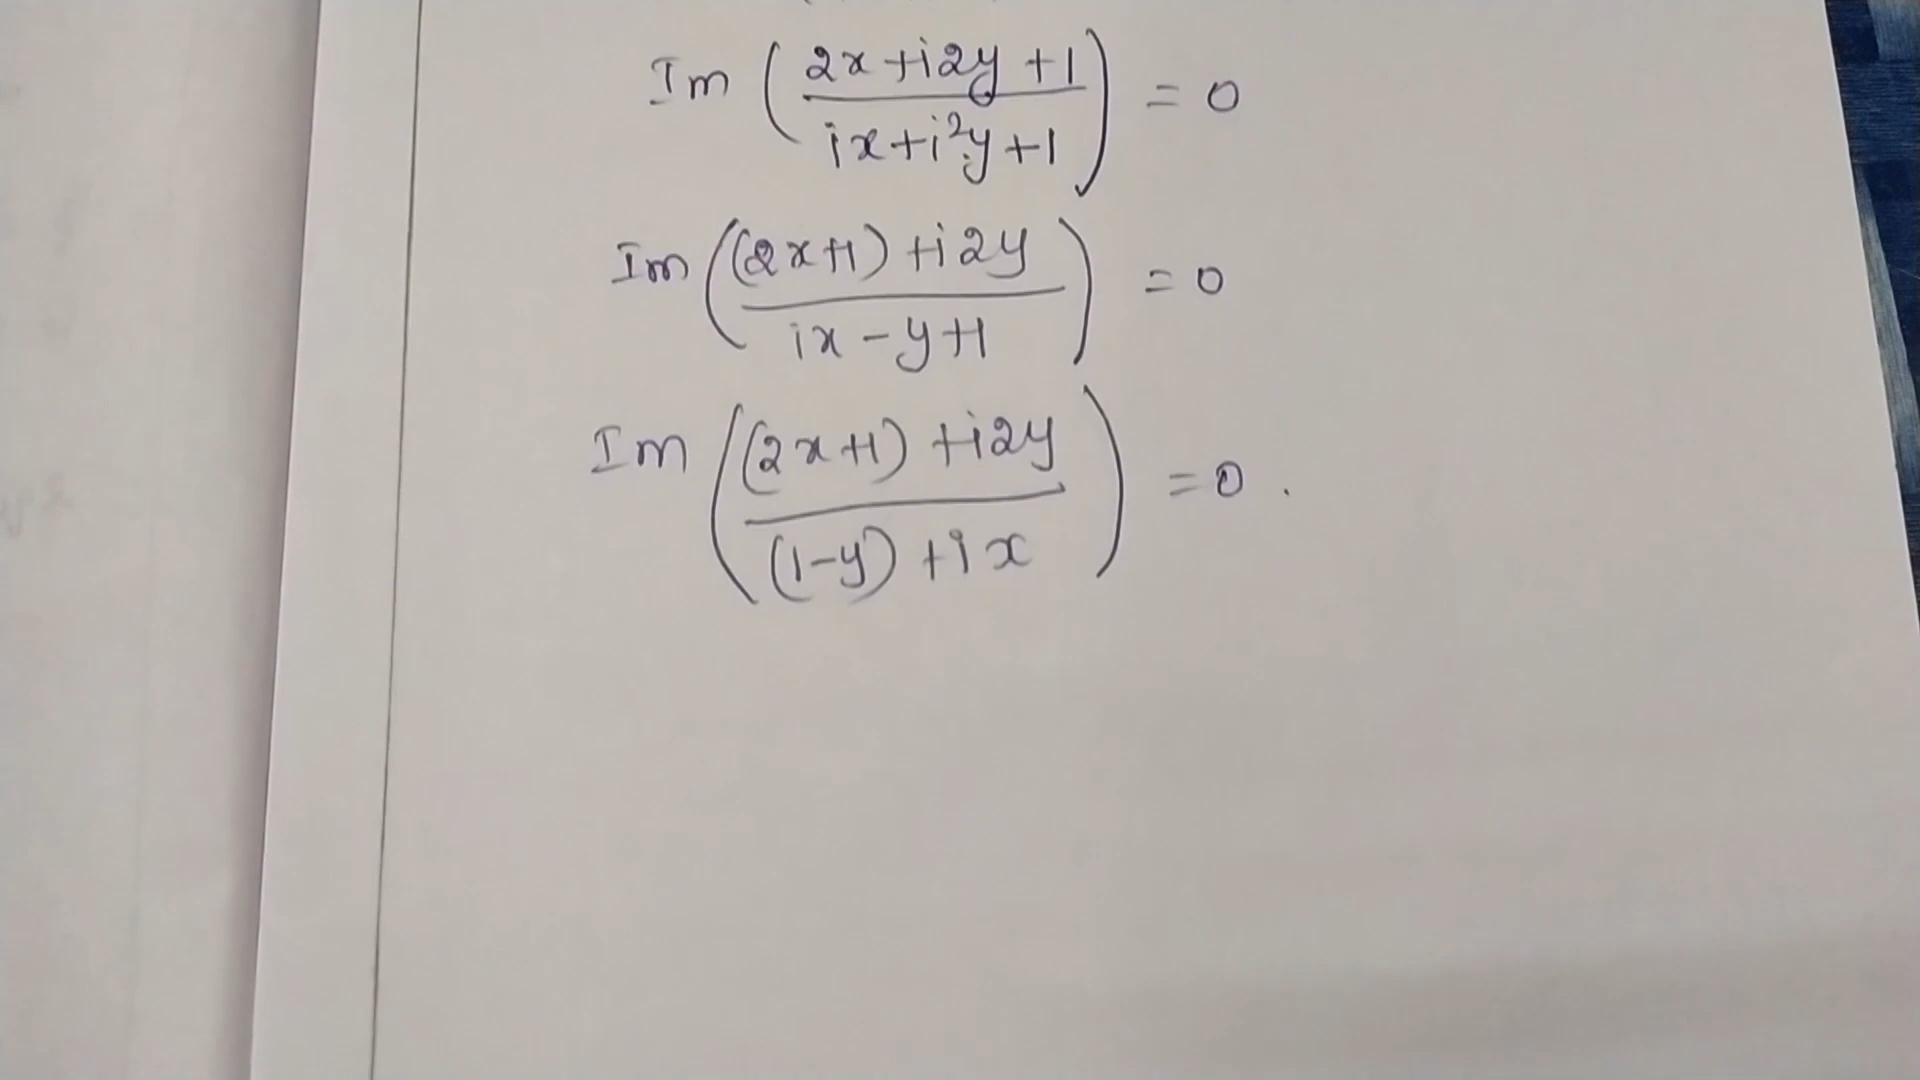 Im ( (2x + i2y + 1) / (ix + i²y + 1) ) = 0
Im ( ((2x+1) + i2y) / (ix - y + 1) ) = 0
Im ( ((2x+1) + i2y) / ((1-y) + ix) ) = 0.